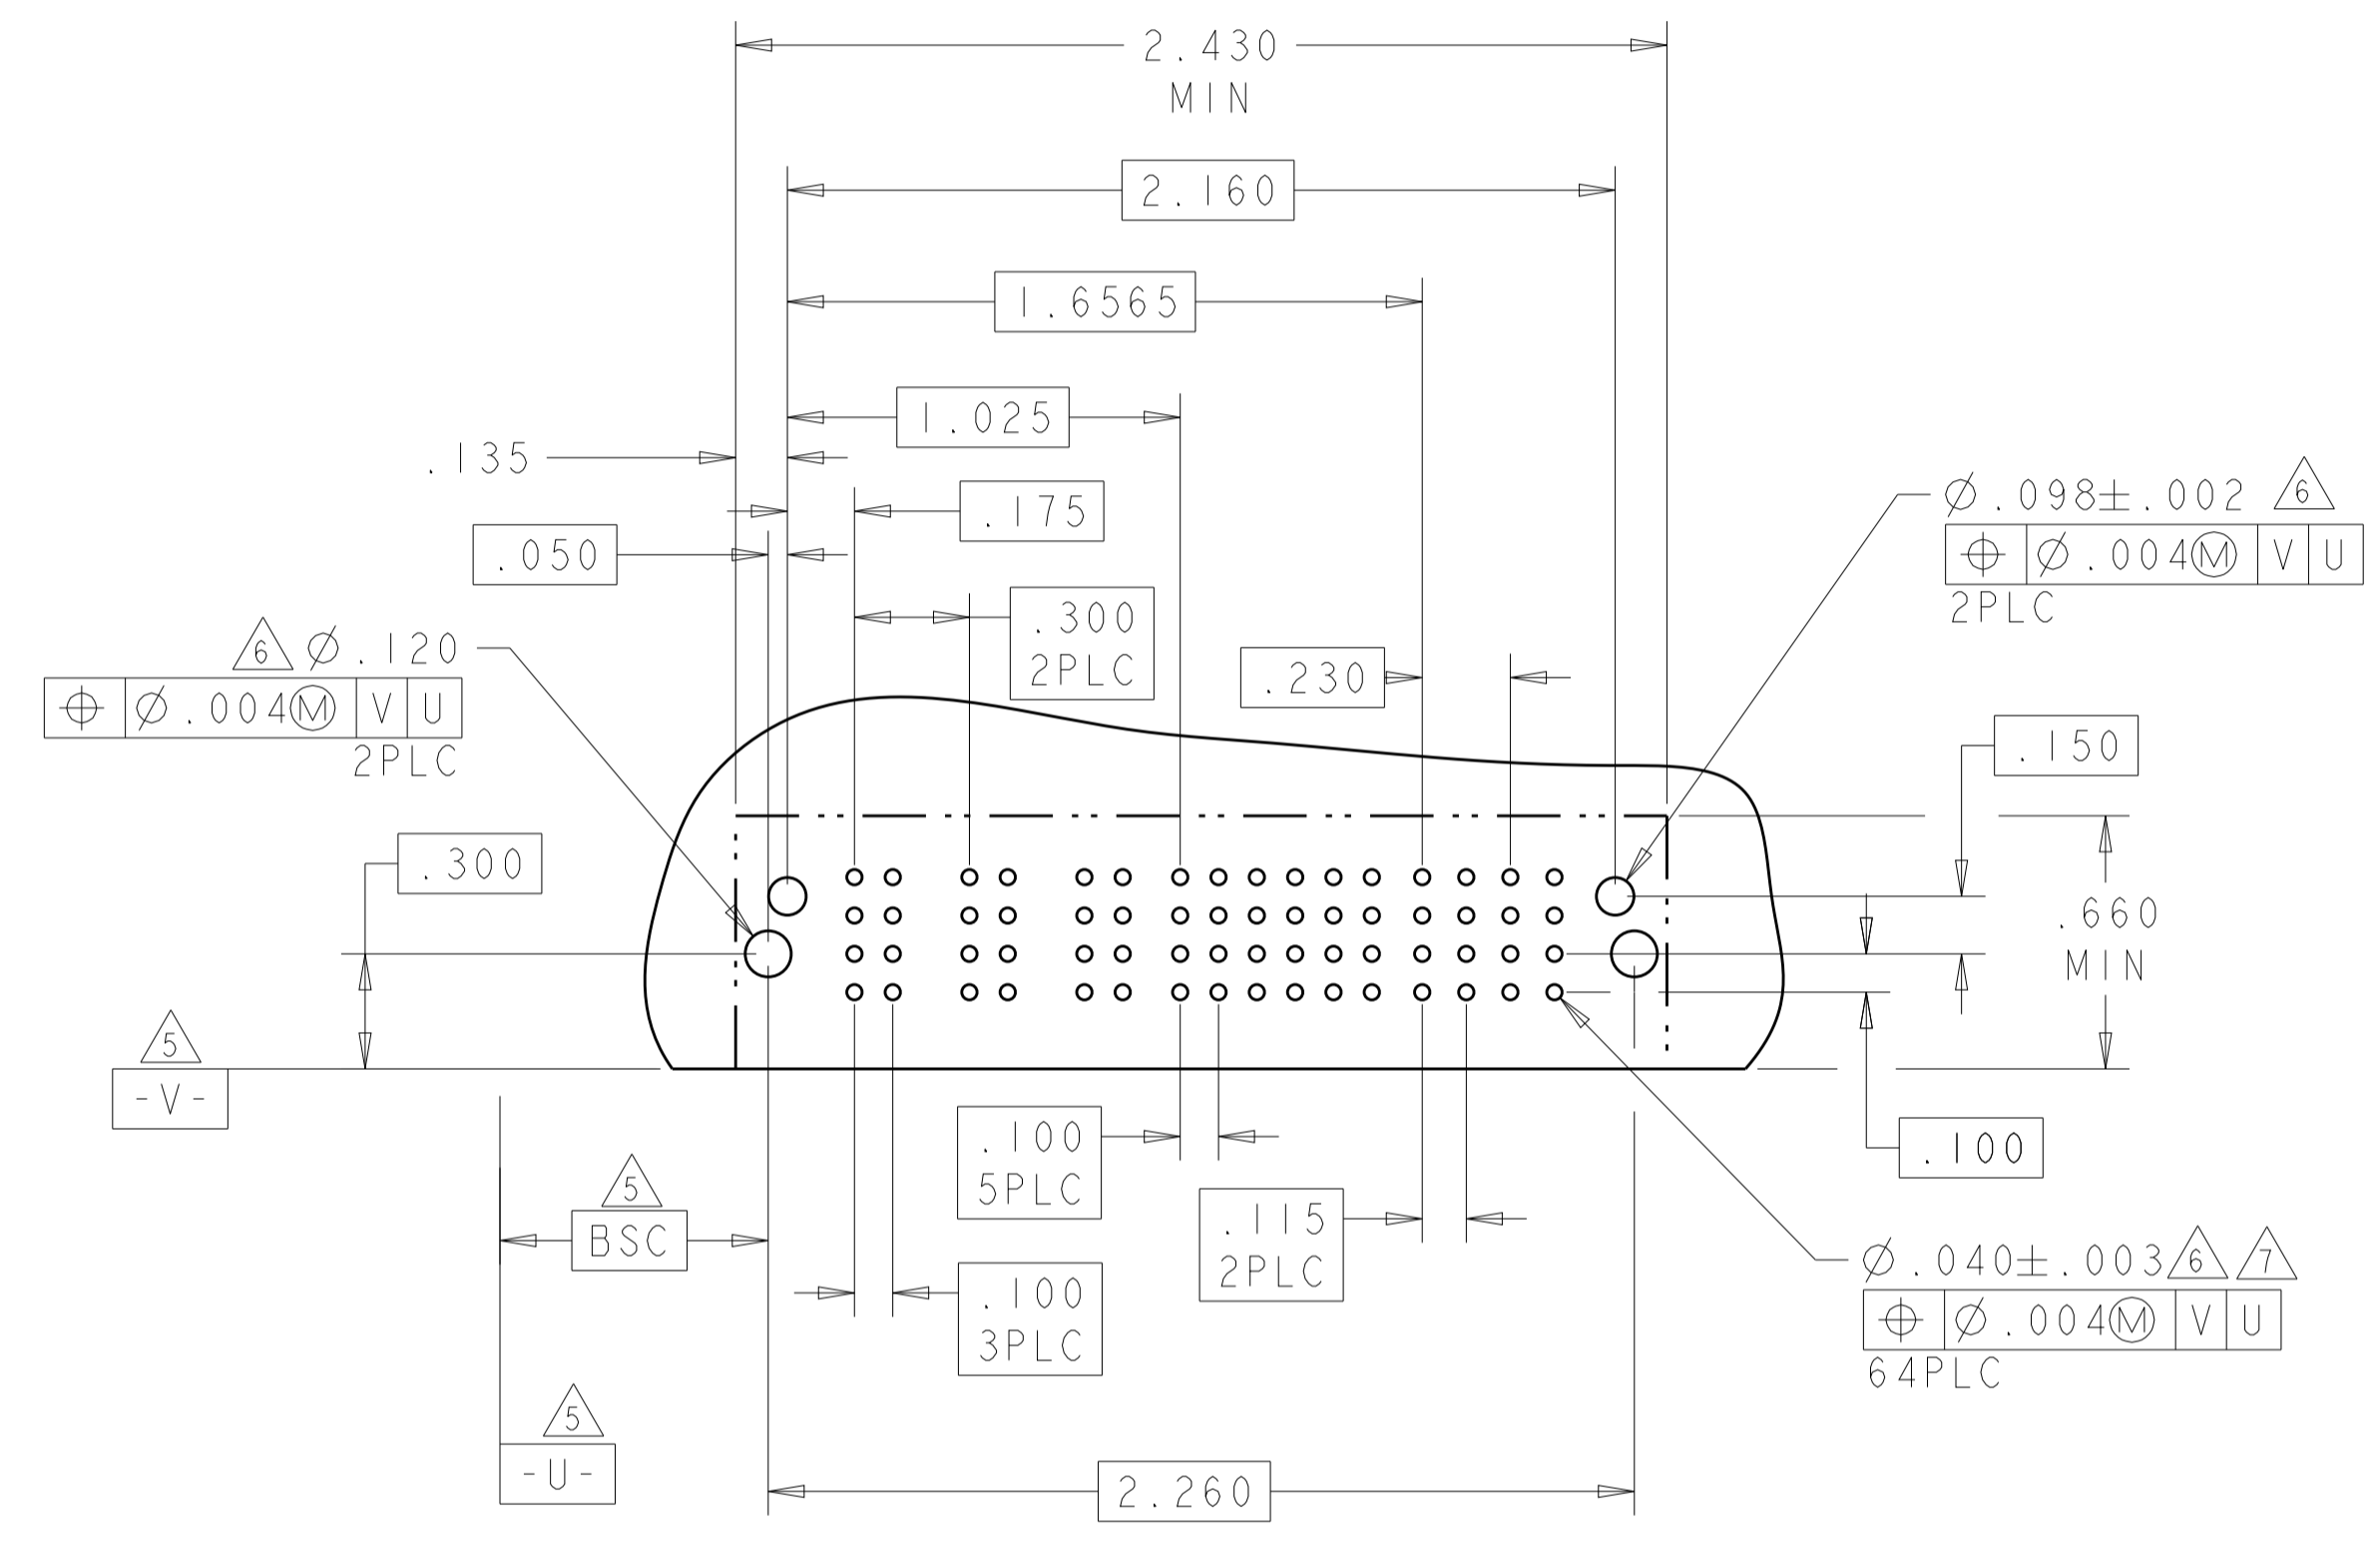 2.430
MIN
2.160
1.6565
1.025
.135
.175
.050
.300
2PLC
.230
Ø.098±.002 6
⌖ Ø.004Ⓜ V U
2PLC
6 Ø.120
⌖ Ø.004Ⓜ V U
2PLC
.150
.300
.660
MIN
5
-V-
.100
.100
5PLC
5
BSC
.115
2PLC
.100
3PLC
Ø.040±.003 6 7
⌖ Ø.004Ⓜ V U
64PLC
5
-U-
2.260